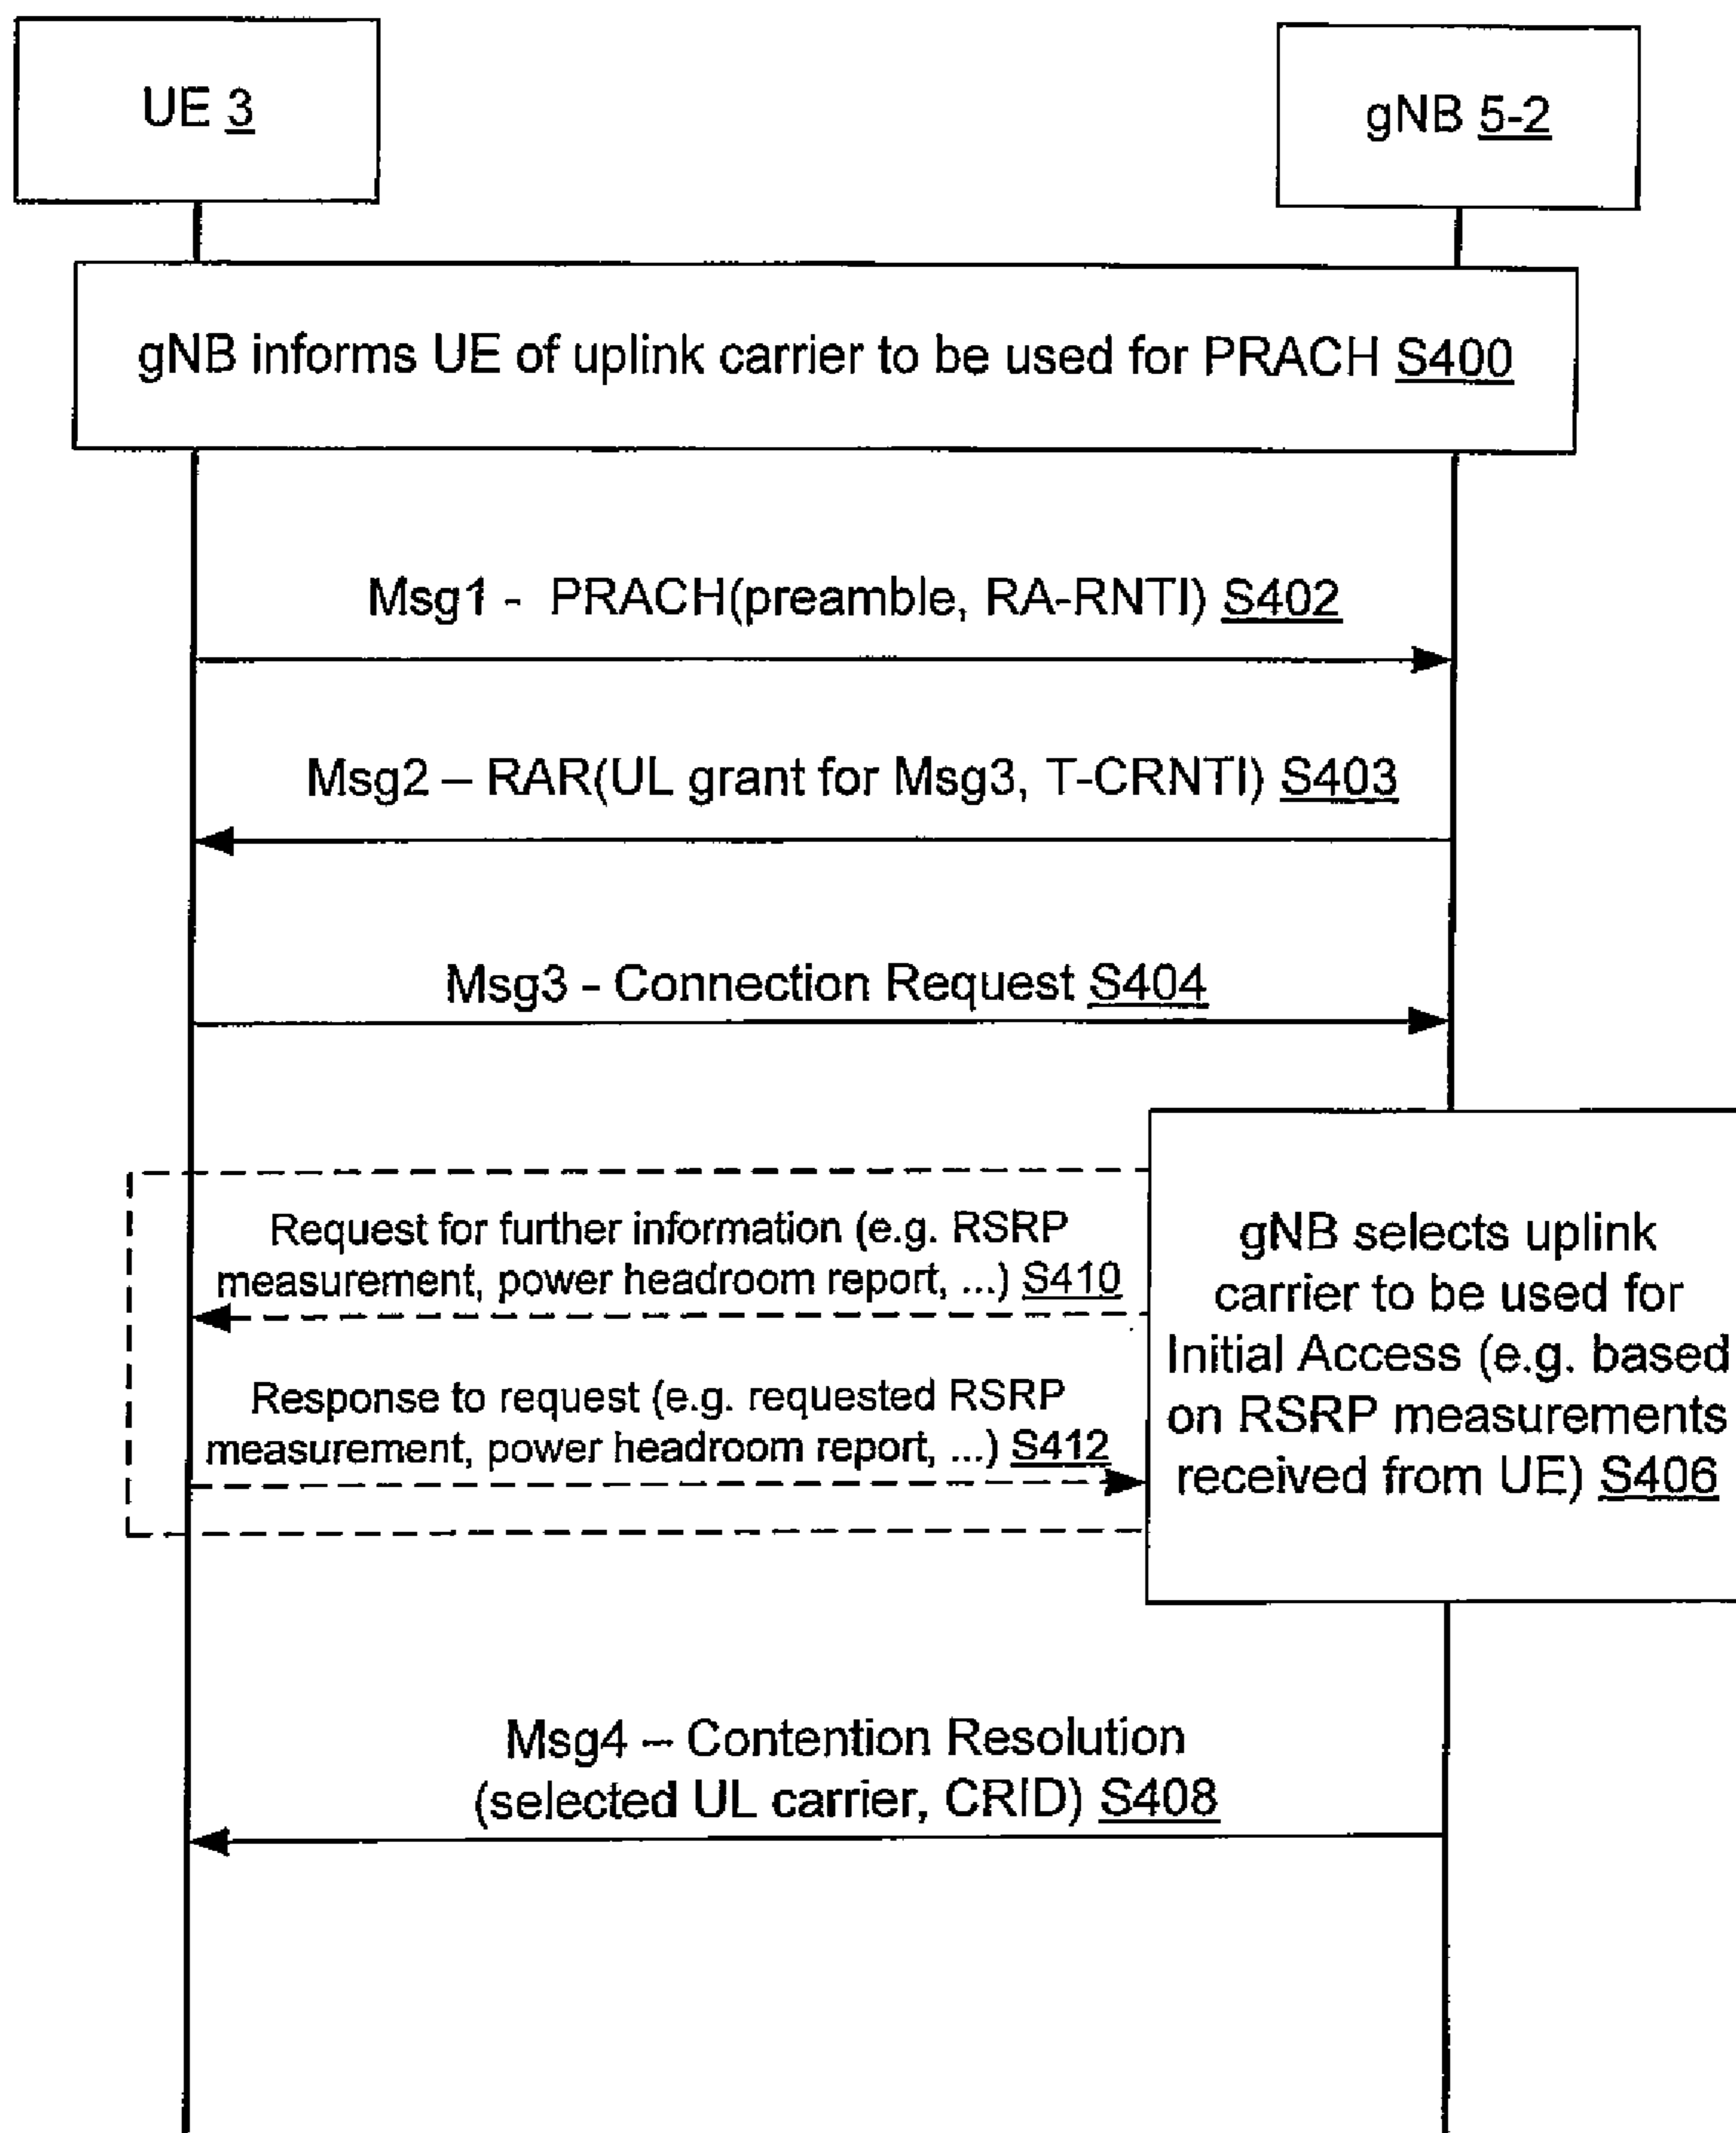 UE 3
gNB 5-2
gNB informs UE of uplink carrier to be used for PRACH S400
Msg1 - PRACH(preamble, RA-RNTI) S402
Msg2 – RAR(UL grant for Msg3, T-CRNTI) S403
Msg3 - Connection Request S404
Request for further information (e.g. RSRP
measurement, power headroom report, ...) S410
Response to request (e.g. requested RSRP
measurement, power headroom report, ...) S412
gNB selects uplink
carrier to be used for
Initial Access (e.g. based
on RSRP measurements
received from UE) S406
Msg4 – Contention Resolution
(selected UL carrier, CRID) S408